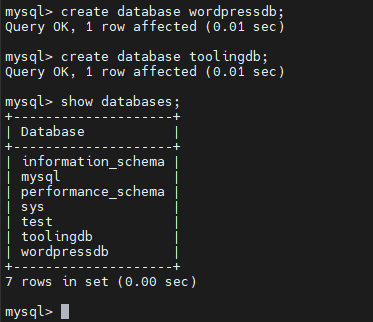 mysql> create database wordpressdb;
Query OK, 1 row affected (0.01 sec)
mysql> create database toolingdb;
Query OK, 1 row affected (0.01 sec)
mysql> show databases;
+--------------------+
| Database           |
+--------------------+
| information_schema |
| mysql              |
| performance_schema |
| sys                |
| test               |
| toolingdb          |
| wordpressdb        |
+--------------------+
7 rows in set (0.00 sec)
mysql>